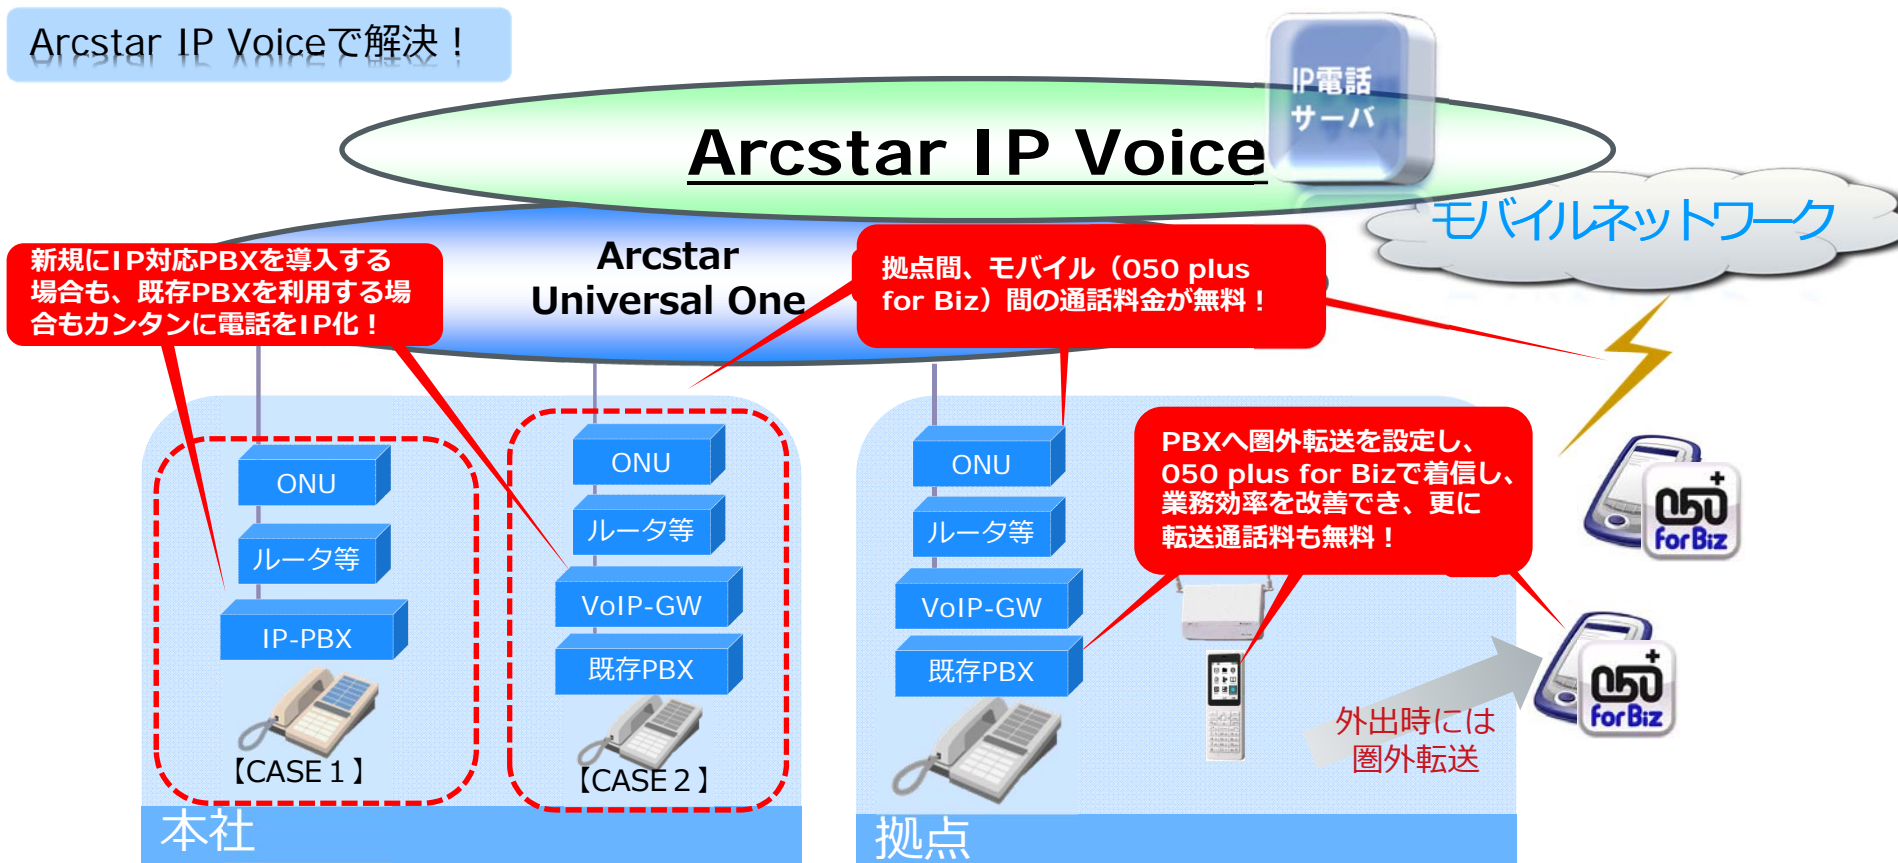 Arcstar IP Voiceで解決！
IP電話
サーバ
Arcstar IP Voice
モバイルネットワーク
Arcstar
Universal One
新規にIP対応PBXを導入する
場合も、既存PBXを利用する場
合もカンタンに電話をIP化！
拠点間、モバイル（050 plus
for Biz）間の通話料金が無料！
ONU
ルータ等
IP-PBX
【CASE１】
ONU
ルータ等
VoIP-GW
既存PBX
【CASE２】
本社
ONU
ルータ等
VoIP-GW
既存PBX
PBXへ圏外転送を設定し、
050 plus for Bizで着信し、
業務効率を改善でき、更に
転送通話料も無料！
外出時には
圏外転送
拠点
050+
for Biz
050+
for Biz